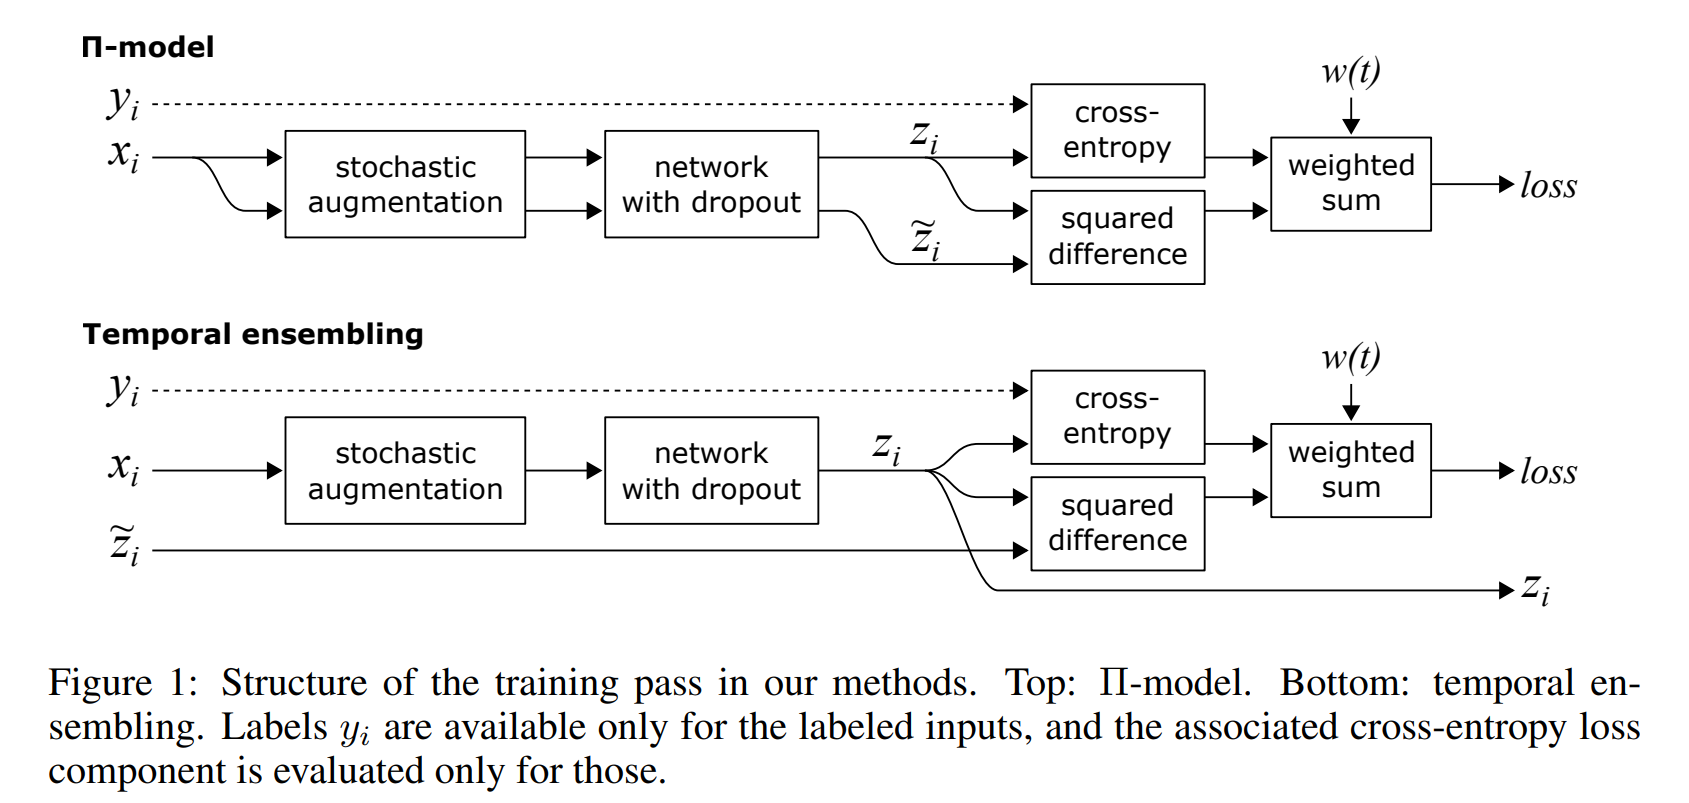 Π-model
w(t)
y_i
x_i
stochastic
augmentation
network
with dropout
z_i
z̃_i
cross-
entropy
squared
difference
weighted
sum
loss
Temporal ensembling
w(t)
y_i
x_i
z̃_i
stochastic
augmentation
network
with dropout
z_i
cross-
entropy
squared
difference
weighted
sum
loss
z_i
Figure 1: Structure of the training pass in our methods. Top: Π-model. Bottom: temporal en-
sembling. Labels y_i are available only for the labeled inputs, and the associated cross-entropy loss
component is evaluated only for those.